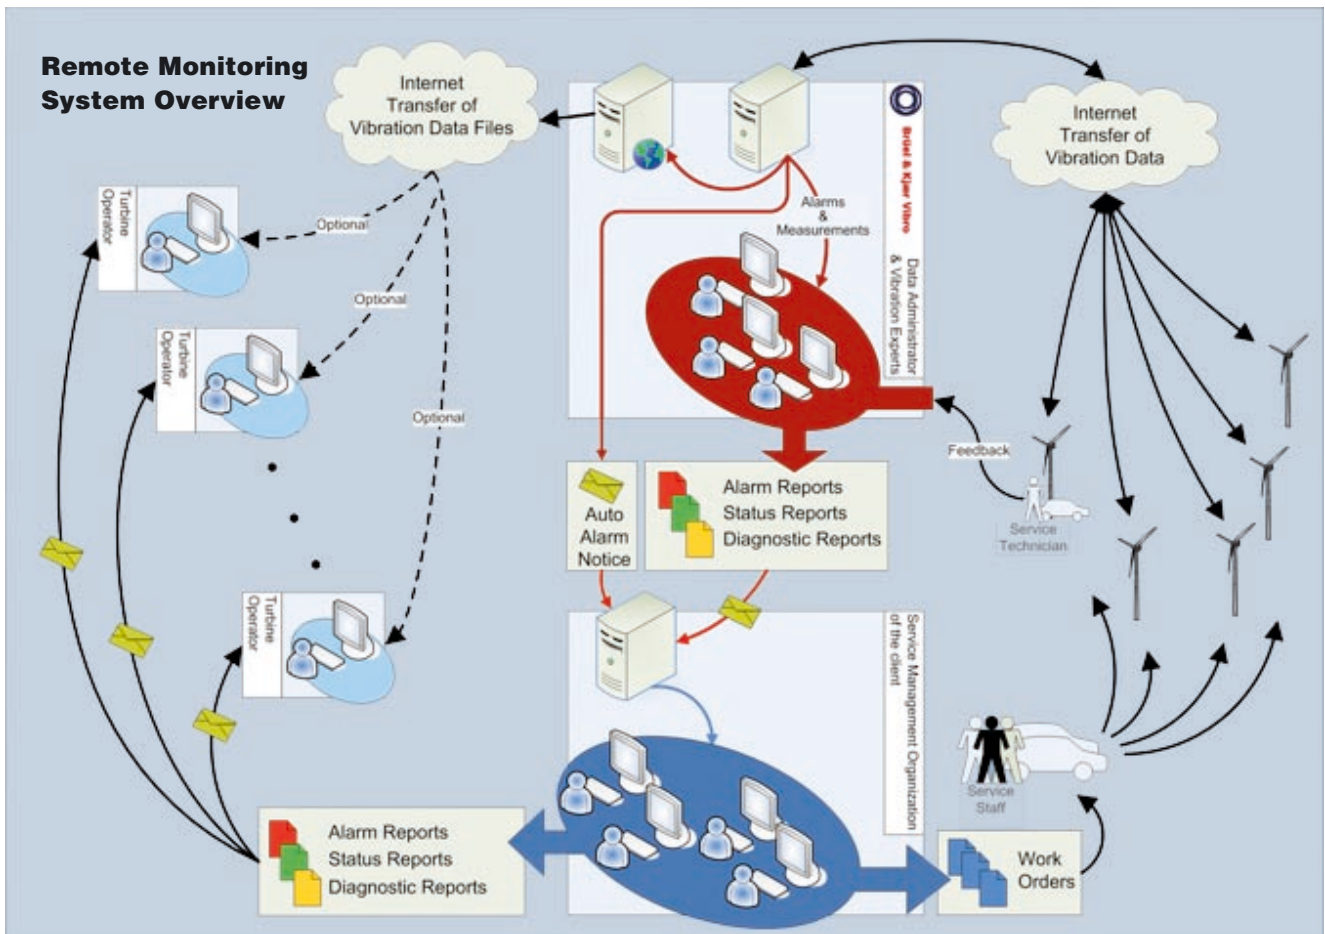 Remote Monitoring
System Overview
Internet
Transfer of
Vibration Data Files
Internet
Transfer of
Vibration Data
Brüel & Kjær Vibro
Data Administrator
& Vibration Experts
Alarms
&
Measurements
Turbine
Operator
Optional
Turbine
Operator
Optional
Optional
Turbine
Operator
Feedback
Service
Technician
Auto
Alarm
Notice
Alarm Reports
Status Reports
Diagnostic Reports
Service Management Organization
of the client
Service
Staff
Alarm Reports
Status Reports
Diagnostic Reports
Work
Orders